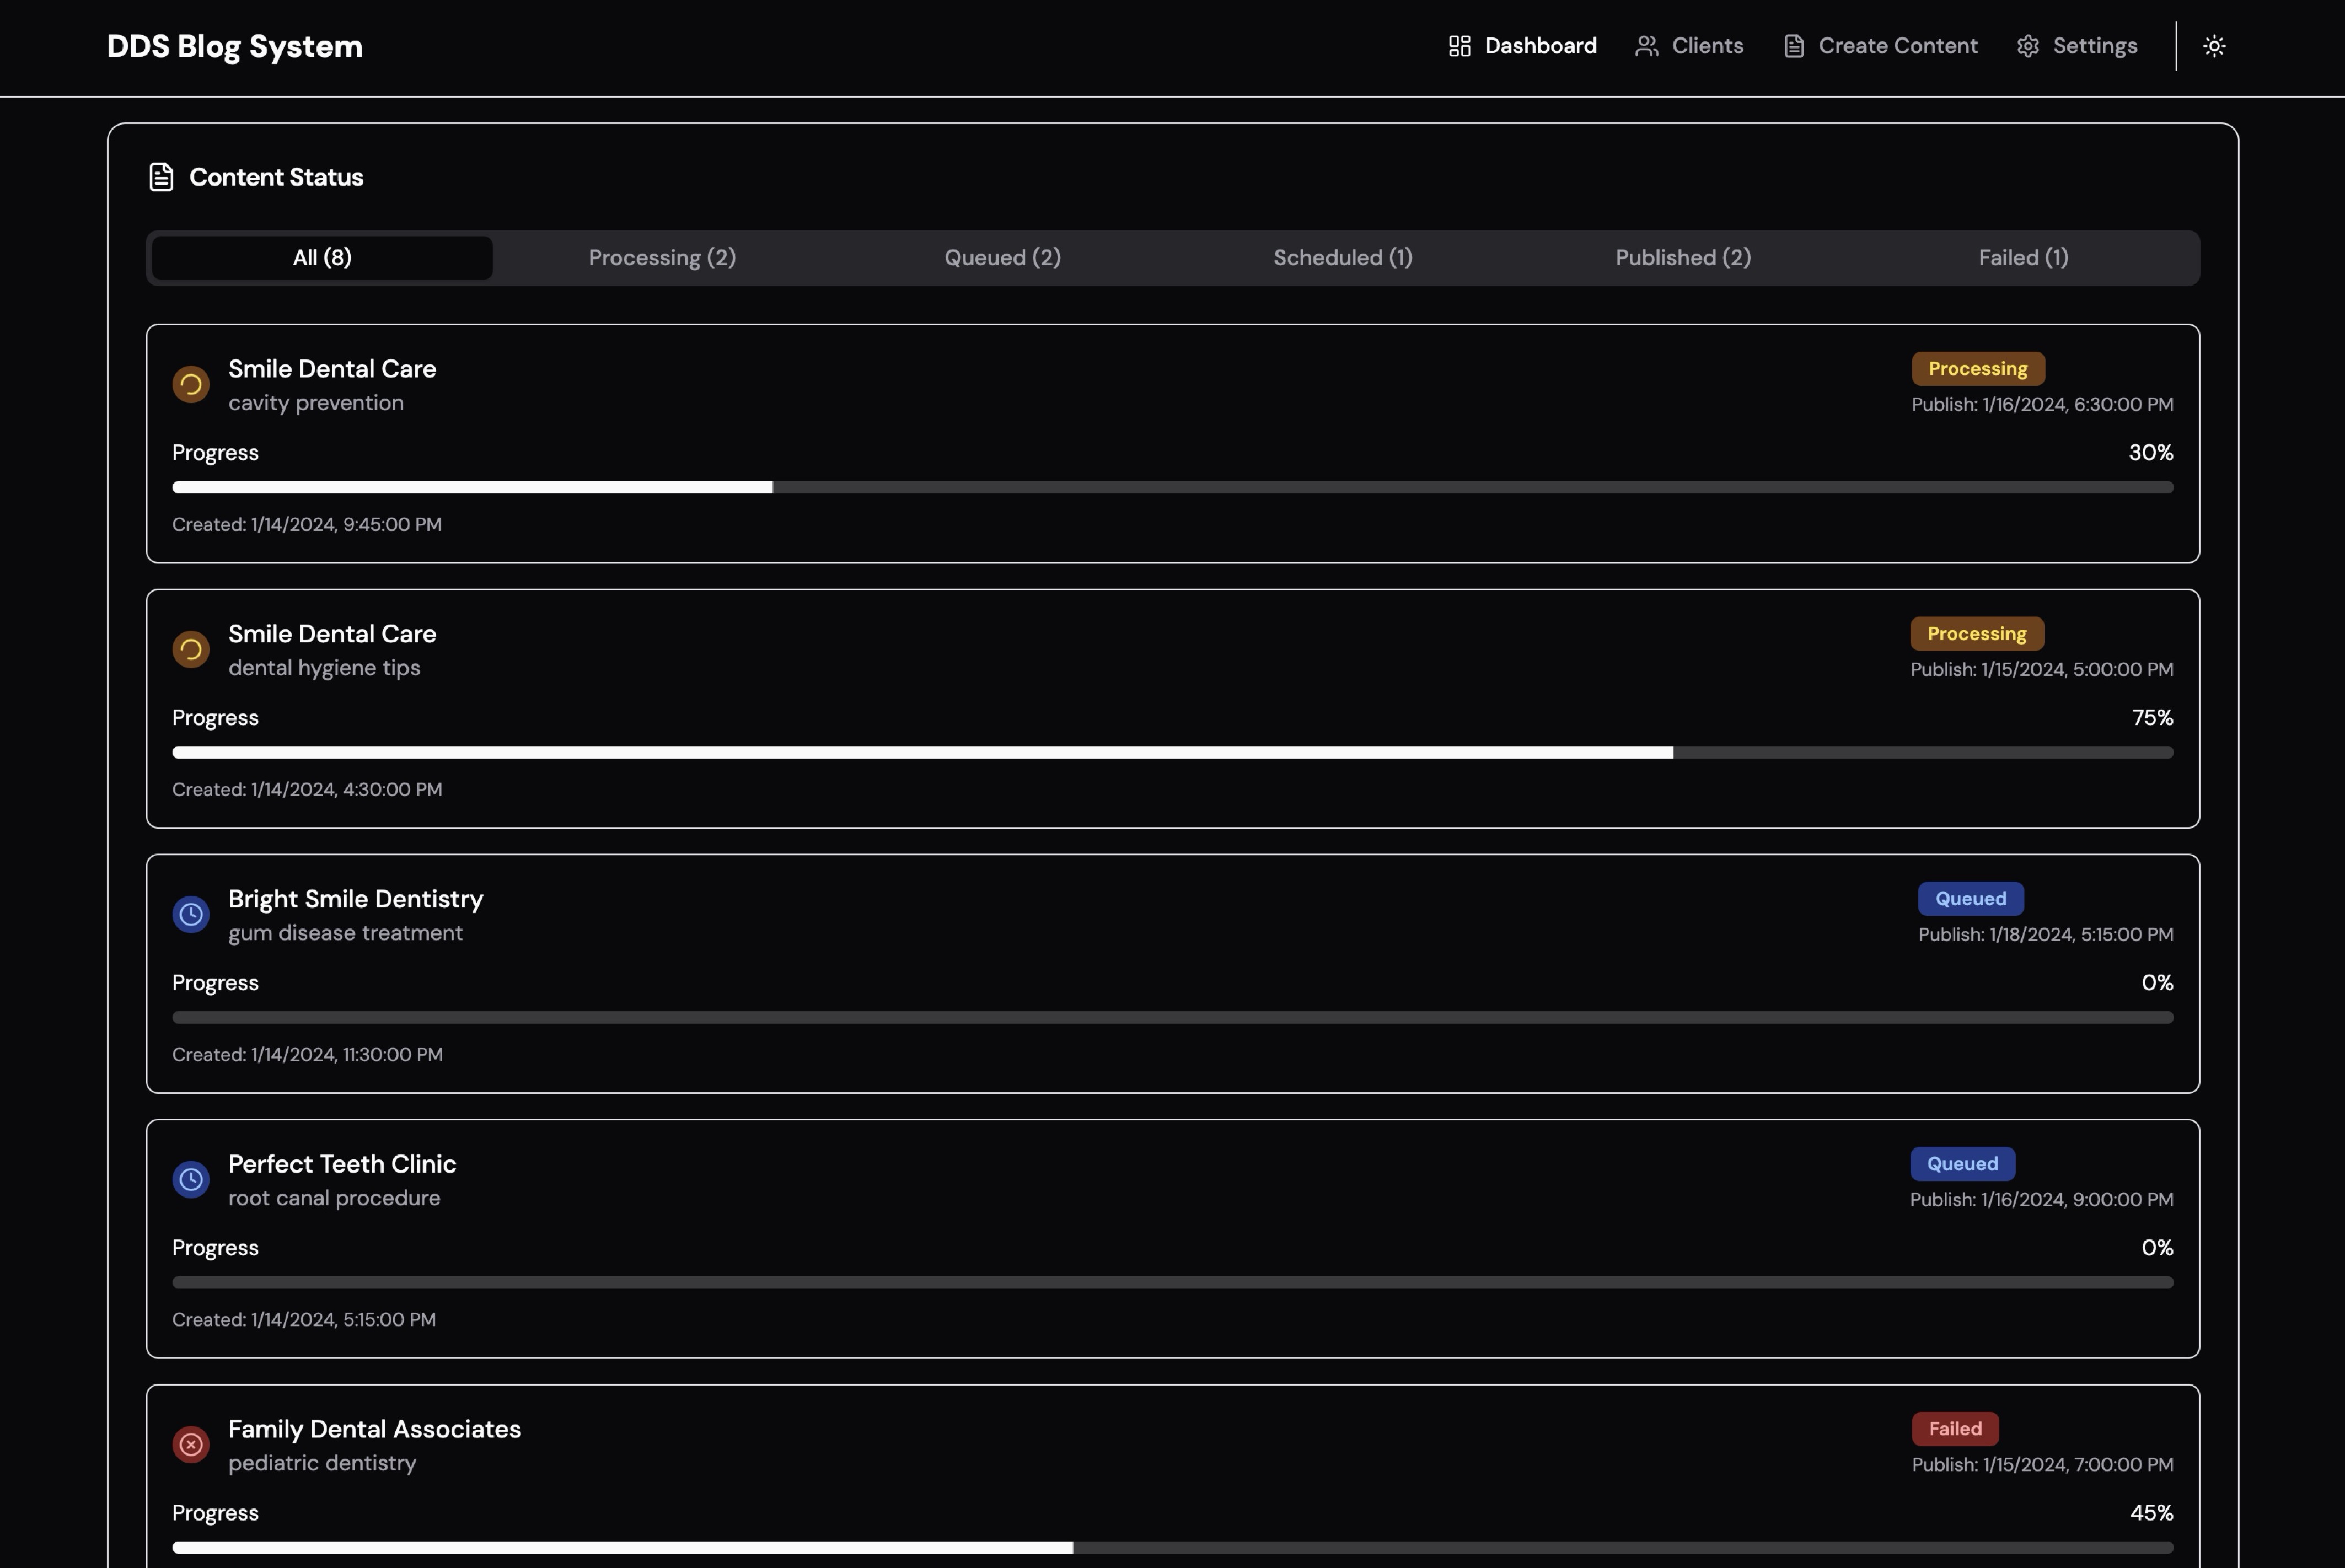 DDS Blog System
Dashboard
Clients
Create Content
Settings
Content Status
All (8)
Processing (2)
Queued (2)
Scheduled (1)
Published (2)
Failed (1)
Smile Dental Care
cavity prevention
Processing
Publish: 1/16/2024, 6:30:00 PM
Progress
30%
Created: 1/14/2024, 9:45:00 PM
Smile Dental Care
dental hygiene tips
Processing
Publish: 1/15/2024, 5:00:00 PM
Progress
75%
Created: 1/14/2024, 4:30:00 PM
Bright Smile Dentistry
gum disease treatment
Queued
Publish: 1/18/2024, 5:15:00 PM
Progress
0%
Created: 1/14/2024, 11:30:00 PM
Perfect Teeth Clinic
root canal procedure
Queued
Publish: 1/16/2024, 9:00:00 PM
Progress
0%
Created: 1/14/2024, 5:15:00 PM
Family Dental Associates
pediatric dentistry
Failed
Publish: 1/15/2024, 7:00:00 PM
Progress
45%